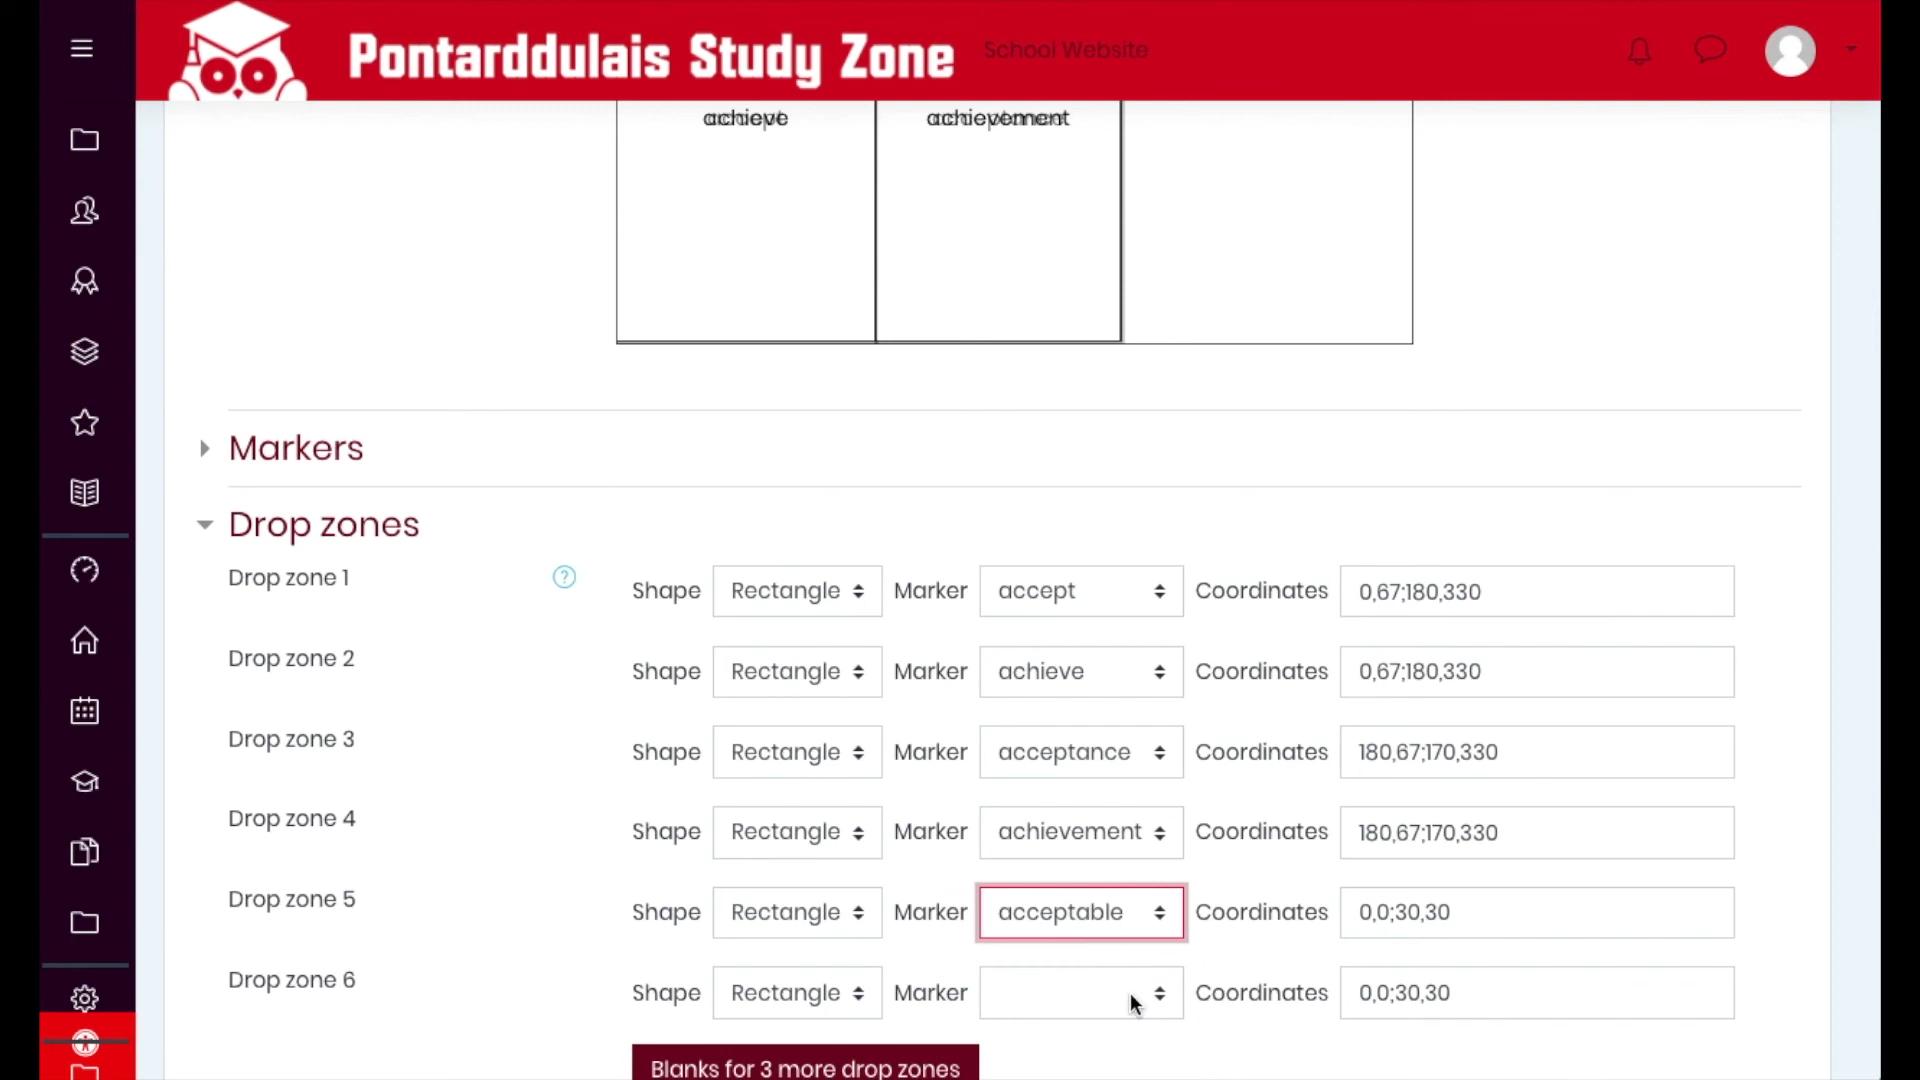 Pontarddulais Study Zone School Website
achieve achievement
Markers
Drop zones
Drop zone 1 Shape Rectangle Marker accept Coordinates 0,67;180,330
Drop zone 2 Shape Rectangle Marker achieve Coordinates 0,67;180,330
Drop zone 3 Shape Rectangle Marker acceptance Coordinates 180,67;170,330
Drop zone 4 Shape Rectangle Marker achievement Coordinates 180,67;170,330
Drop zone 5 Shape Rectangle Marker acceptable Coordinates 0,0;30,30
Drop zone 6 Shape Rectangle Marker Coordinates 0,0;30,30
Blanks for 3 more drop zones